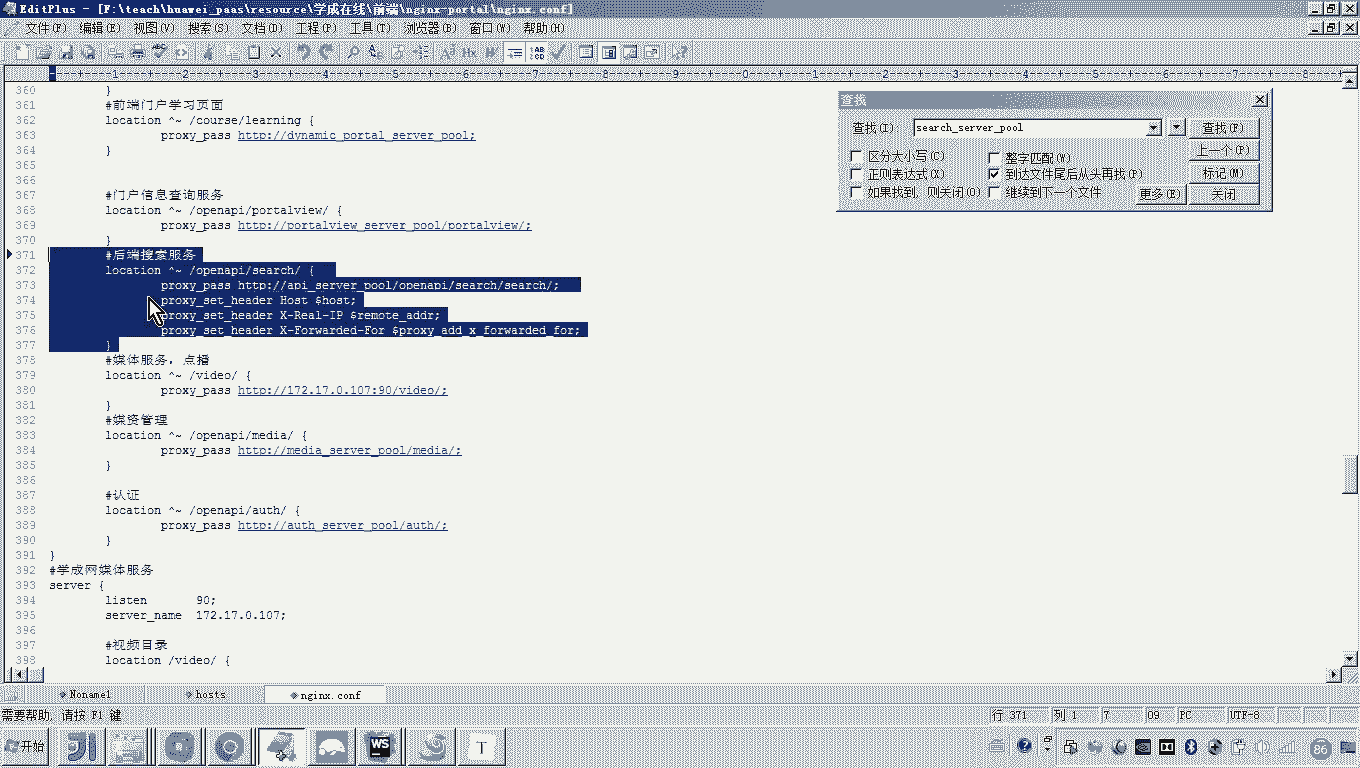 EditPlus - [F:\teach\huawei_paas\resource\学成在线\前端\nginx-portal\nginx.conf]
文件(F) 编辑(E) 视图(V) 搜索(S) 文档(D) 工程(P) 工具(T) 浏览器(B) 窗口(W) 帮助(H)
360 }
361 #前端门户学习页面
362 location ^~ /course/learning {
363 proxy_pass http://dynamic_portal_server_pool;
364 }
365
366
367 #门户信息查询服务
368 location ^~ /openapi/portalview/ {
369 proxy_pass http://portalview_server_pool/portalview/;
370 }
371 #后端搜索服务
372 location ^~ /openapi/search/ {
373 proxy_pass http://api_server_pool/openapi/search/search/;
374 proxy_set_header Host $host;
375 proxy_set_header X-Real-IP $remote_addr;
376 proxy_set_header X-Forwarded-For $proxy_add_x_forwarded_for;
377 }
378 #媒体服务，点播
379 location ^~ /video/ {
380 proxy_pass http://172.17.0.107:90/video/;
381 }
382 #媒资管理
383 location ^~ /openapi/media/ {
384 proxy_pass http://media_server_pool/media/;
385 }
386
387 #认证
388 location ^~ /openapi/auth/ {
389 proxy_pass http://auth_server_pool/auth/;
390 }
391 }
392 #学成网媒体服务
393 server {
394 listen 90;
395 server_name 172.17.0.107;
396
397 #视频目录
398 location /video/ {
查找
查找(I) search_server_pool 查找(F)
区分大小写(C) 整字匹配(W) 上一个(P)
正则表达式(X) 到达文件尾后从头再找(P) 标记(M)
如果找到，则关闭(O) 继续到下一个文件 更多(E) 关闭
Noname1 hosts nginx.conf
需要帮助，请按 F1 键 行 371 列 1 7 09 PC UTF-8
开始 WS T 86